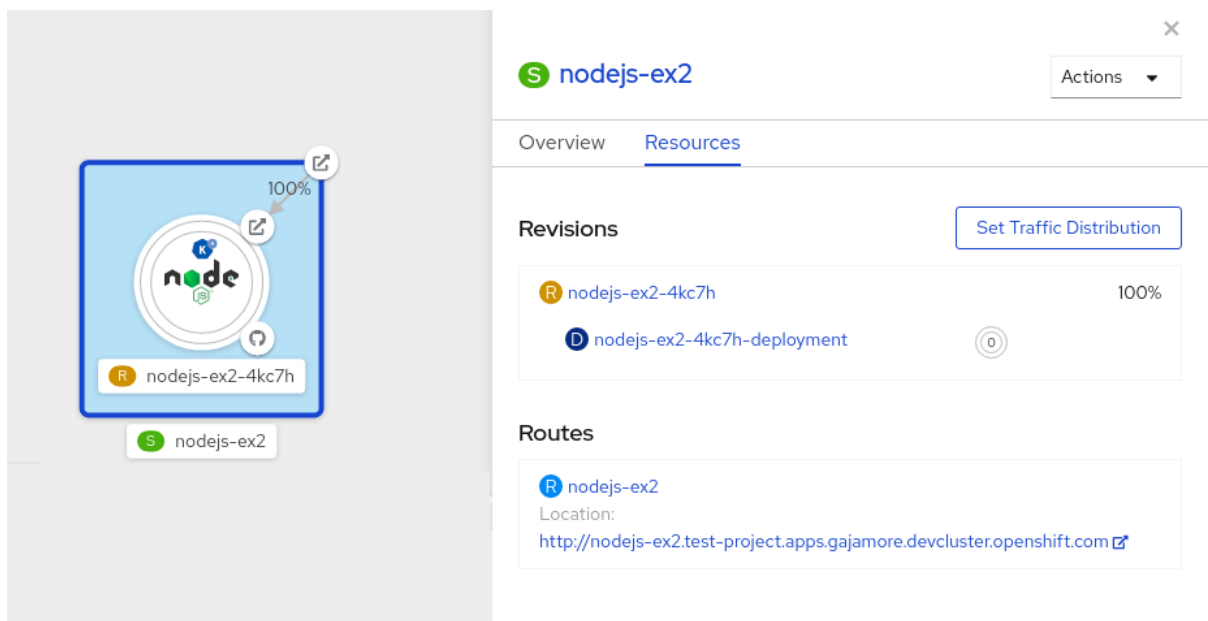 100%
K
node
JS
R nodejs-ex2-4kc7h
S nodejs-ex2
S nodejs-ex2
Actions
Overview Resources
Revisions
Set Traffic Distribution
R nodejs-ex2-4kc7h 100%
D nodejs-ex2-4kc7h-deployment 0
Routes
R nodejs-ex2
Location:
http://nodejs-ex2.test-project.apps.gajamore.devcluster.openshift.com